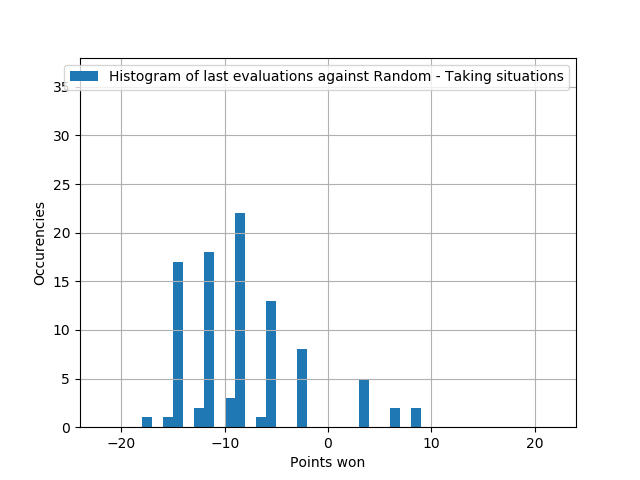 Histogram of last evaluations against Random - Taking situations
35
30
25
20
15
10
5
0
Occurencies
−20 −10 0 10 20
Points won